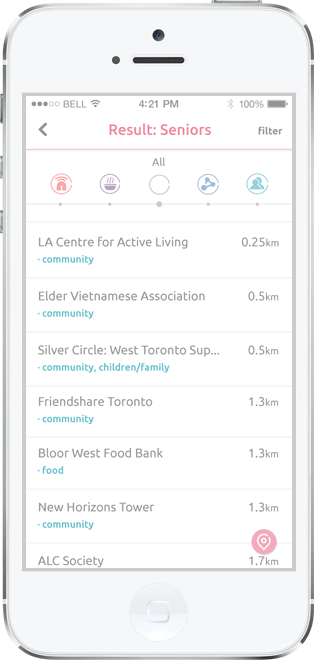 BELL 4:21 PM 100%
Result: Seniors filter
All
LA Centre for Active Living 0.25km
· community
Elder Vietnamese Association 0.5km
· community
Silver Circle: West Toronto Sup... 0.5km
· community, children/family
Friendshare Toronto 1.3km
· community
Bloor West Food Bank 1.3km
· food
New Horizons Tower 1.3km
· community
ALC Society 1.7km